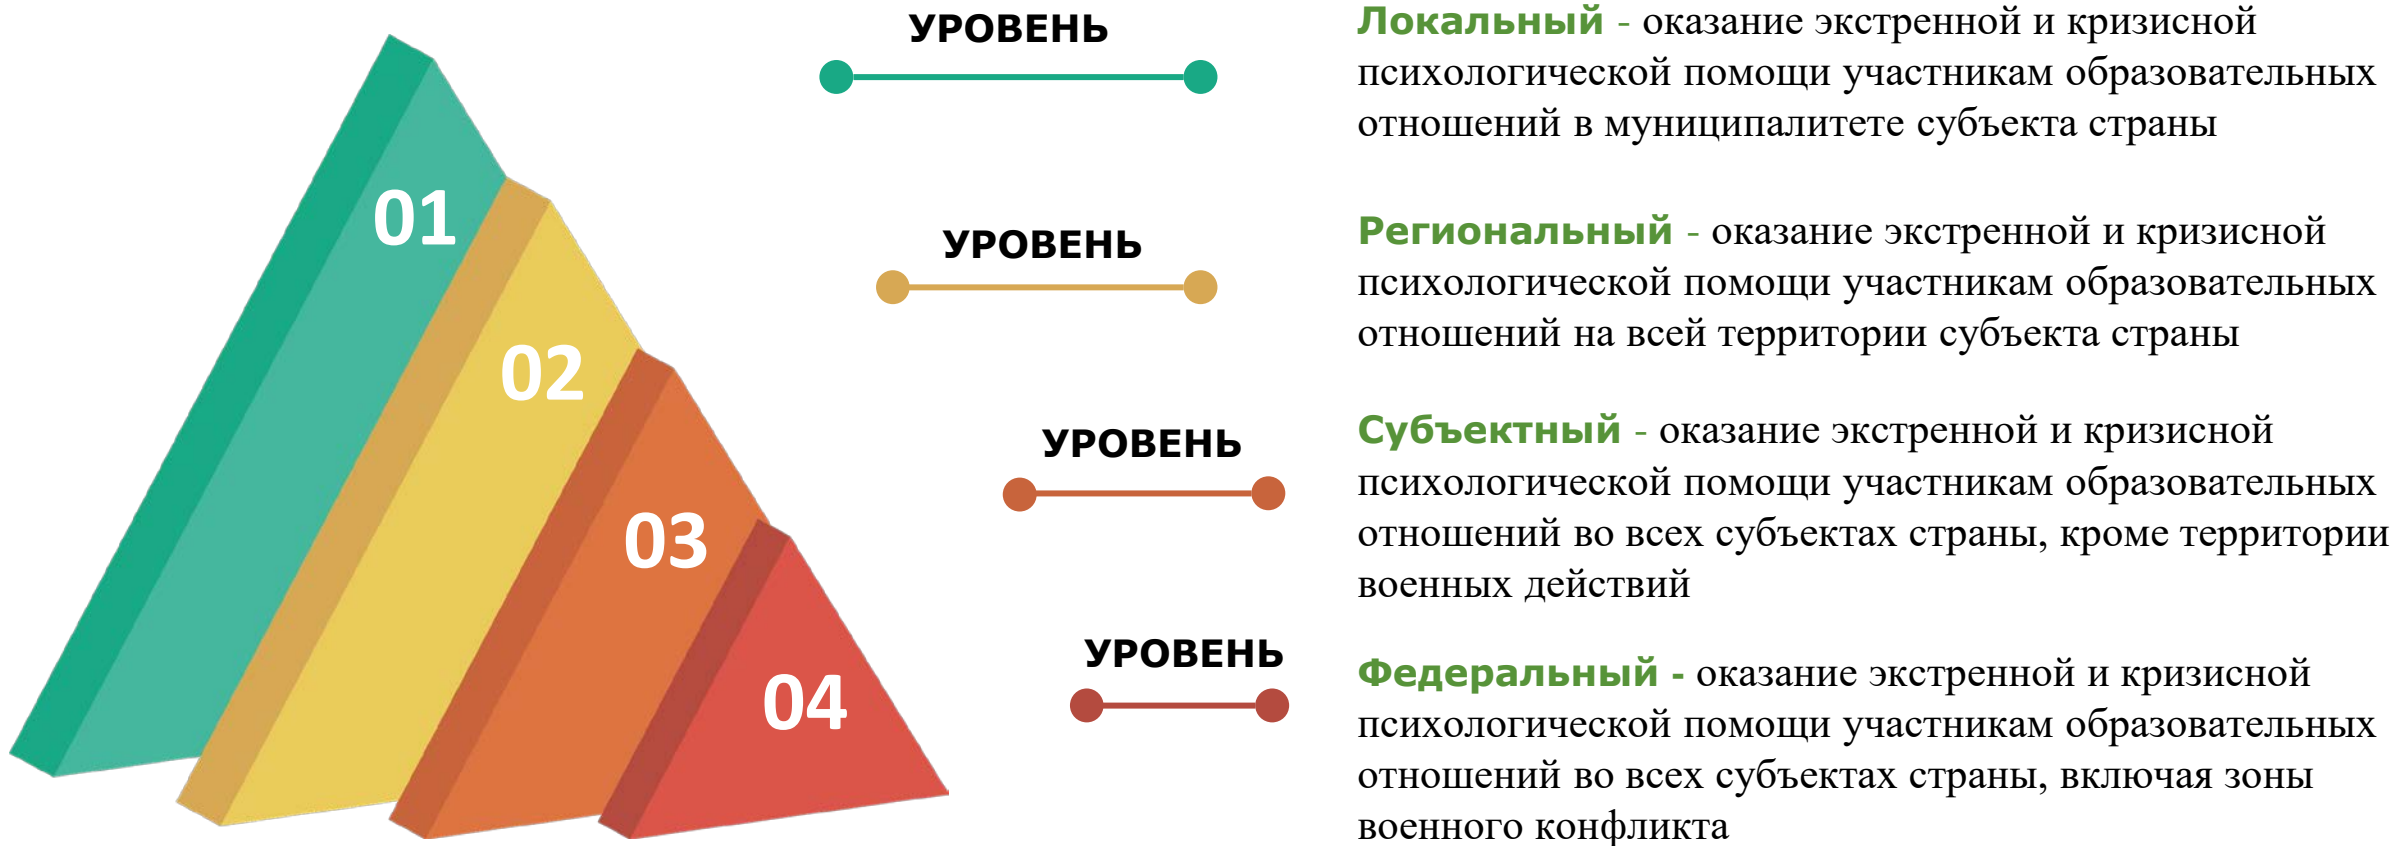 УРОВЕНЬ
Локальный - оказание экстренной и кризисной
психологической помощи участникам образовательных
отношений в муниципалитете субъекта страны
01
УРОВЕНЬ
Региональный - оказание экстренной и кризисной
психологической помощи участникам образовательных
отношений на всей территории субъекта страны
02
УРОВЕНЬ
Субъектный - оказание экстренной и кризисной
психологической помощи участникам образовательных
отношений во всех субъектах страны, кроме территории
военных действий
03
УРОВЕНЬ
Федеральный - оказание экстренной и кризисной
психологической помощи участникам образовательных
отношений во всех субъектах страны, включая зоны
военного конфликта
04